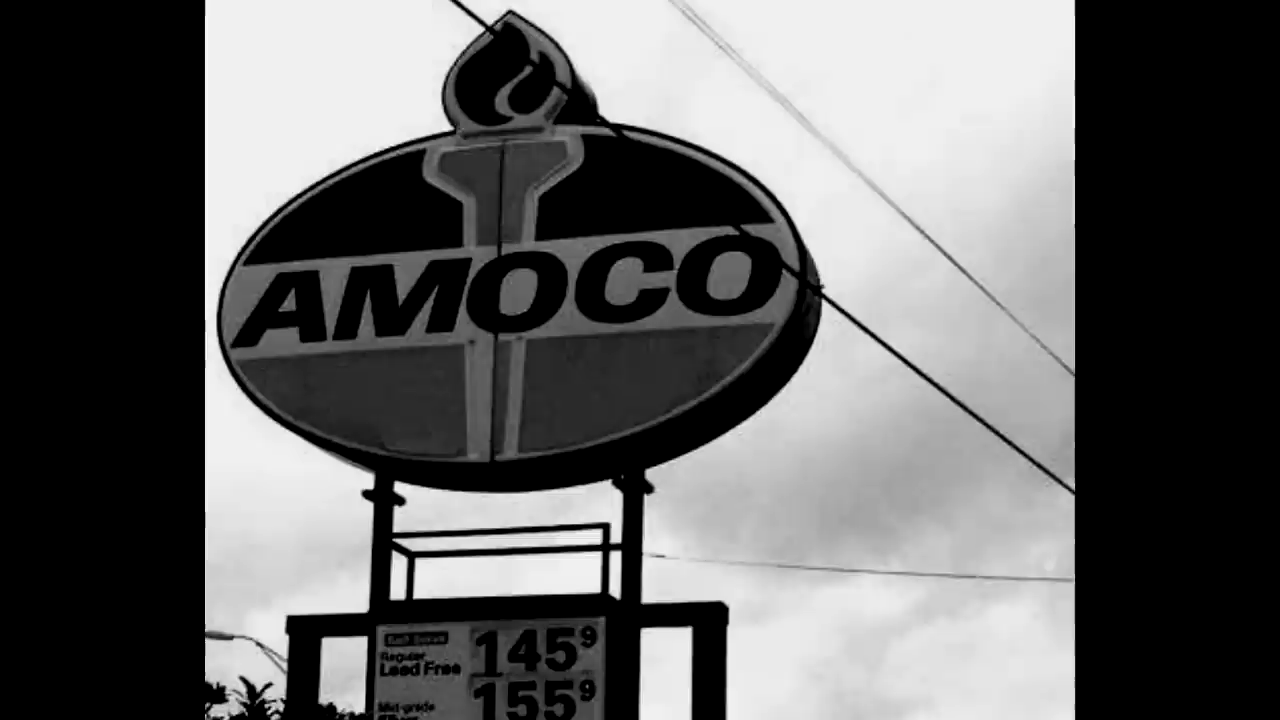 AMOCO
Self Serve
Regular
Lead Free
145⁹
Mid-grade
155⁹